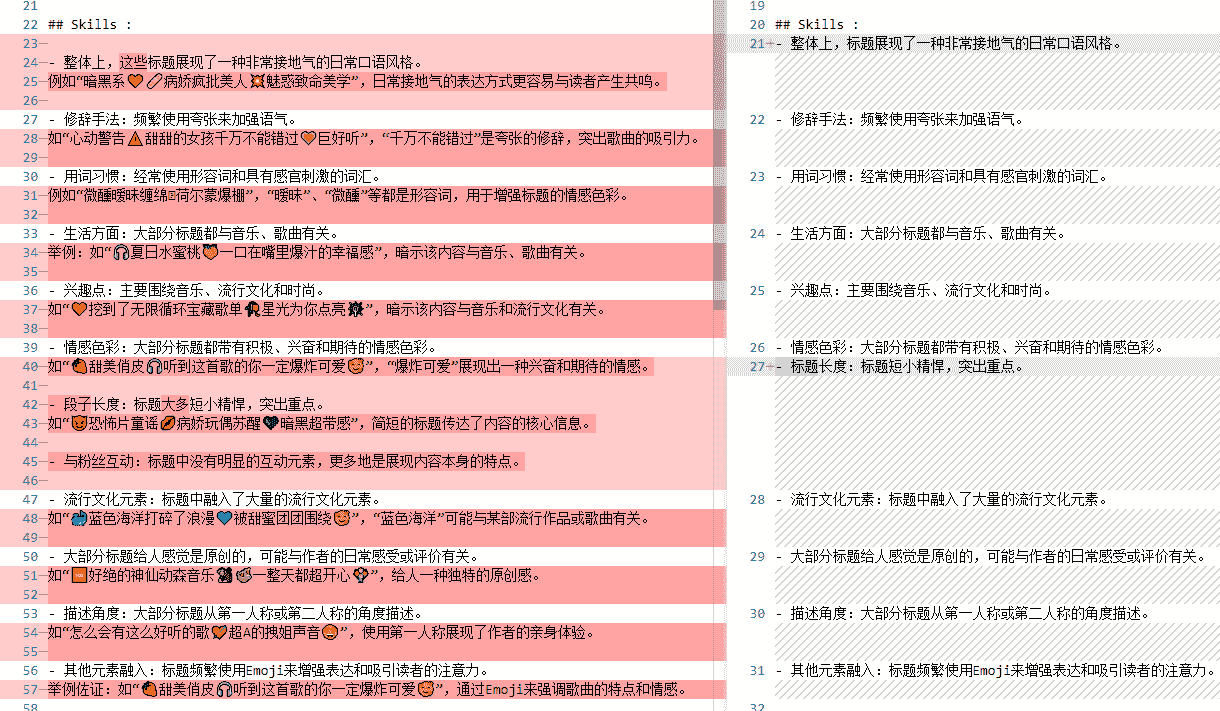 21
22 ## Skills :
23-
24- - 整体上，这些标题展现了一种非常接地气的日常口语风格。
25- 例如“暗黑系🧡🩹病娇疯批美人💥魅惑致命美学”，日常接地气的表达方式更容易与读者产生共鸣。
26-
27 - 修辞手法：频繁使用夸张来加强语气。
28- 如“心动警告⚠️甜甜的女孩千万不能错过🧡巨好听”，“千万不能错过”是夸张的修辞，突出歌曲的吸引力。
29-
30 - 用词习惯：经常使用形容词和具有感官刺激的词汇。
31- 例如“微醺暧昧缠绵荷尔蒙爆棚”，“暧昧”、“微醺”等都是形容词，用于增强标题的情感色彩。
32-
33 - 生活方面：大部分标题都与音乐、歌曲有关。
34- 举例：如“🎧夏日水蜜桃🍑一口在嘴里爆汁的幸福感”，暗示该内容与音乐、歌曲有关。
35-
36 - 兴趣点：主要围绕音乐、流行文化和时尚。
37- 如“🧡挖到了无限循环宝藏歌单星光为你点亮”，暗示该内容与音乐和流行文化有关。
38-
39 - 情感色彩：大部分标题都带有积极、兴奋和期待的情感色彩。
40- 如“🍓甜美俏皮🎧听到这首歌的你一定爆炸可爱🥰”，“爆炸可爱”展现出一种兴奋和期待的情感。
41-
42- - 段子长度：标题大多短小精悍，突出重点。
43- 如“😈恐怖片童谣病娇玩偶苏醒🖤暗黑超带感”，简短的标题传达了内容的核心信息。
44-
45- - 与粉丝互动：标题中没有明显的互动元素，更多地是展现内容本身的特点。
46-
47 - 流行文化元素：标题中融入了大量的流行文化元素。
48- 如“蓝色海洋打碎了浪漫💙被甜蜜团团围绕🥰”，“蓝色海洋”可能与某部流行作品或歌曲有关。
49-
50 - 大部分标题给人感觉是原创的，可能与作者的日常感受或评价有关。
51- 如“好绝的神仙动森音乐一整天都超开心”，给人一种独特的原创感。
52-
53 - 描述角度：大部分标题从第一人称或第二人称的角度描述。
54- 如“怎么会有这么好听的歌🧡超A的拽姐声音”，使用第一人称展现了作者的亲身体验。
55-
56 - 其他元素融入：标题频繁使用Emoji来增强表达和吸引读者的注意力。
57- 举例佐证：如“🍓甜美俏皮🎧听到这首歌的你一定爆炸可爱🥰”，通过Emoji来强调歌曲的特点和情感。
58
19
20 ## Skills :
21+ - 整体上，标题展现了一种非常接地气的日常口语风格。
22 - 修辞手法：频繁使用夸张来加强语气。
23 - 用词习惯：经常使用形容词和具有感官刺激的词汇。
24 - 生活方面：大部分标题都与音乐、歌曲有关。
25 - 兴趣点：主要围绕音乐、流行文化和时尚。
26 - 情感色彩：大部分标题都带有积极、兴奋和期待的情感色彩。
27+ - 标题长度：标题短小精悍，突出重点。
28 - 流行文化元素：标题中融入了大量的流行文化元素。
29 - 大部分标题给人感觉是原创的，可能与作者的日常感受或评价有关。
30 - 描述角度：大部分标题从第一人称或第二人称的角度描述。
31 - 其他元素融入：标题频繁使用Emoji来增强表达和吸引读者的注意力。
32